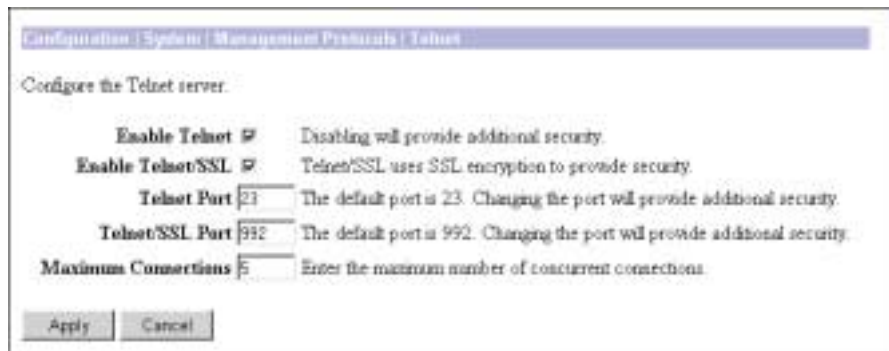 Configuration | System | Management Protocols | Telnet
Configure the Telnet server.
Enable Telnet Disabling will provide additional security.
Enable Telnet/SSL Telnet/SSL uses SSL encryption to provide security.
Telnet Port 23 The default port is 23. Changing the port will provide additional security.
Telnet/SSL Port 992 The default port is 992. Changing the port will provide additional security.
Maximum Connections 5 Enter the maximum number of concurrent connections.
Apply Cancel